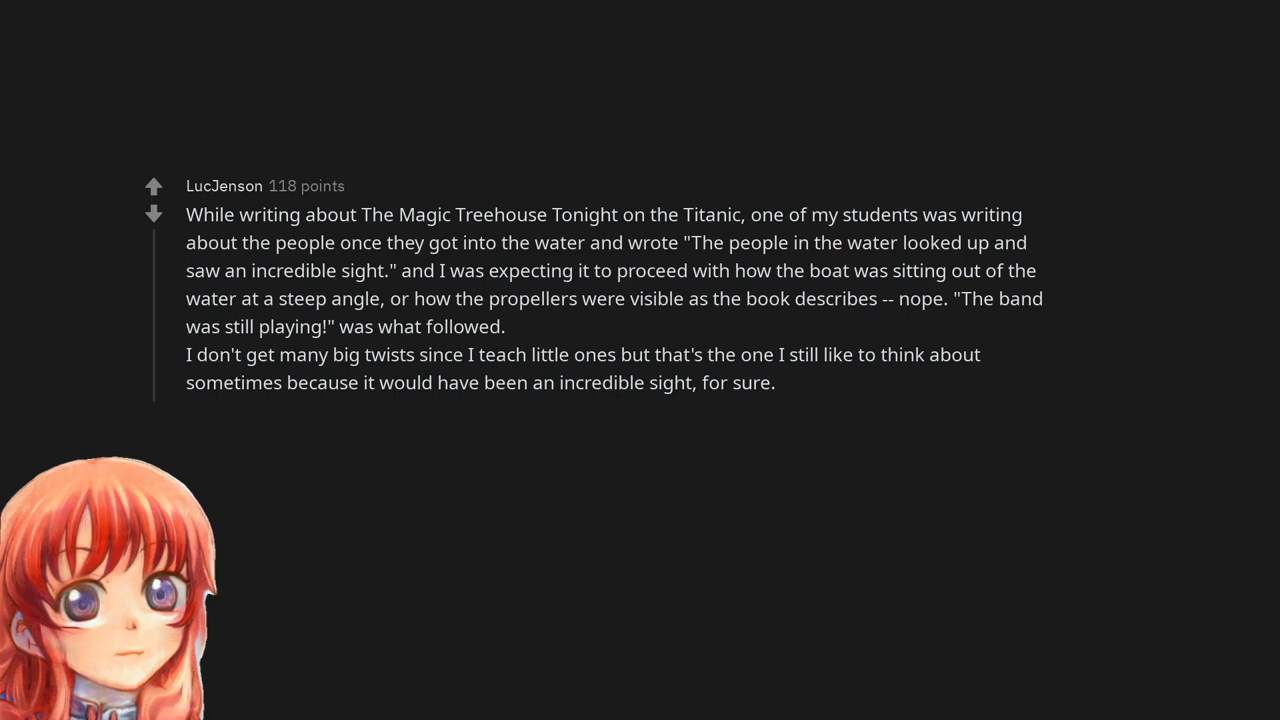 LucJenson 118 points
While writing about The Magic Treehouse Tonight on the Titanic, one of my students was writing
about the people once they got into the water and wrote "The people in the water looked up and
saw an incredible sight." and I was expecting it to proceed with how the boat was sitting out of the
water at a steep angle, or how the propellers were visible as the book describes -- nope. "The band
was still playing!" was what followed.
I don't get many big twists since I teach little ones but that's the one I still like to think about
sometimes because it would have been an incredible sight, for sure.